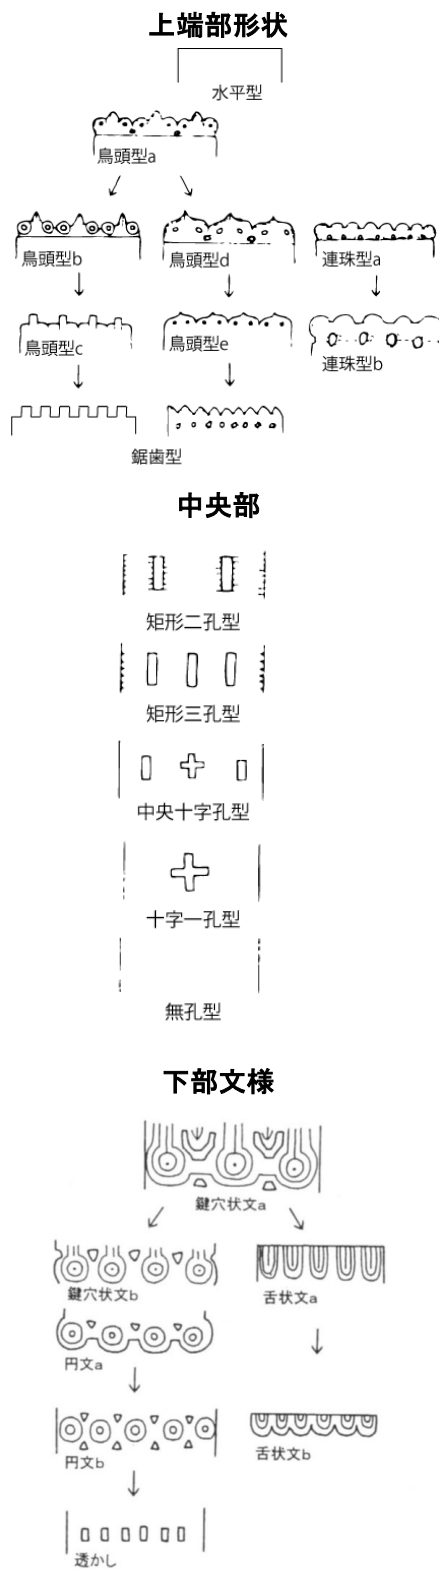 上端部形状
水平型
鳥頭型a
鳥頭型b
鳥頭型d
連珠型a
鳥頭型c
鳥頭型e
連珠型b
鋸歯型
中央部
矩形二孔型
矩形三孔型
中央十字孔型
十字一孔型
無孔型
下部文様
鍵穴状文a
鍵穴状文b
舌状文a
円文a
円文b
舌状文b
透かし